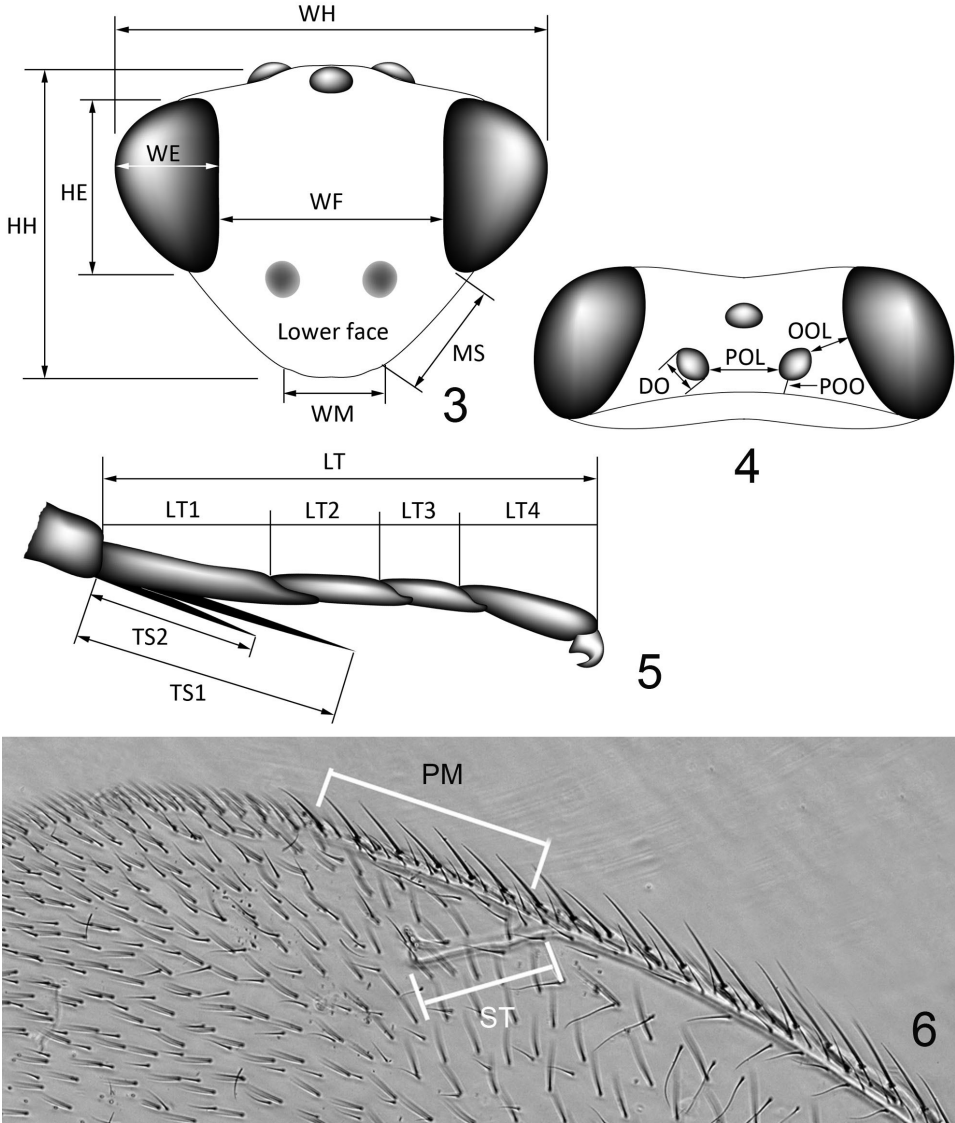 WH
WE
HE
HH
WF
Lower face
MS
WM
3
OOL
POL
DO
POO
4
LT
LT1 LT2 LT3 LT4
TS2
TS1
5
PM
ST
6